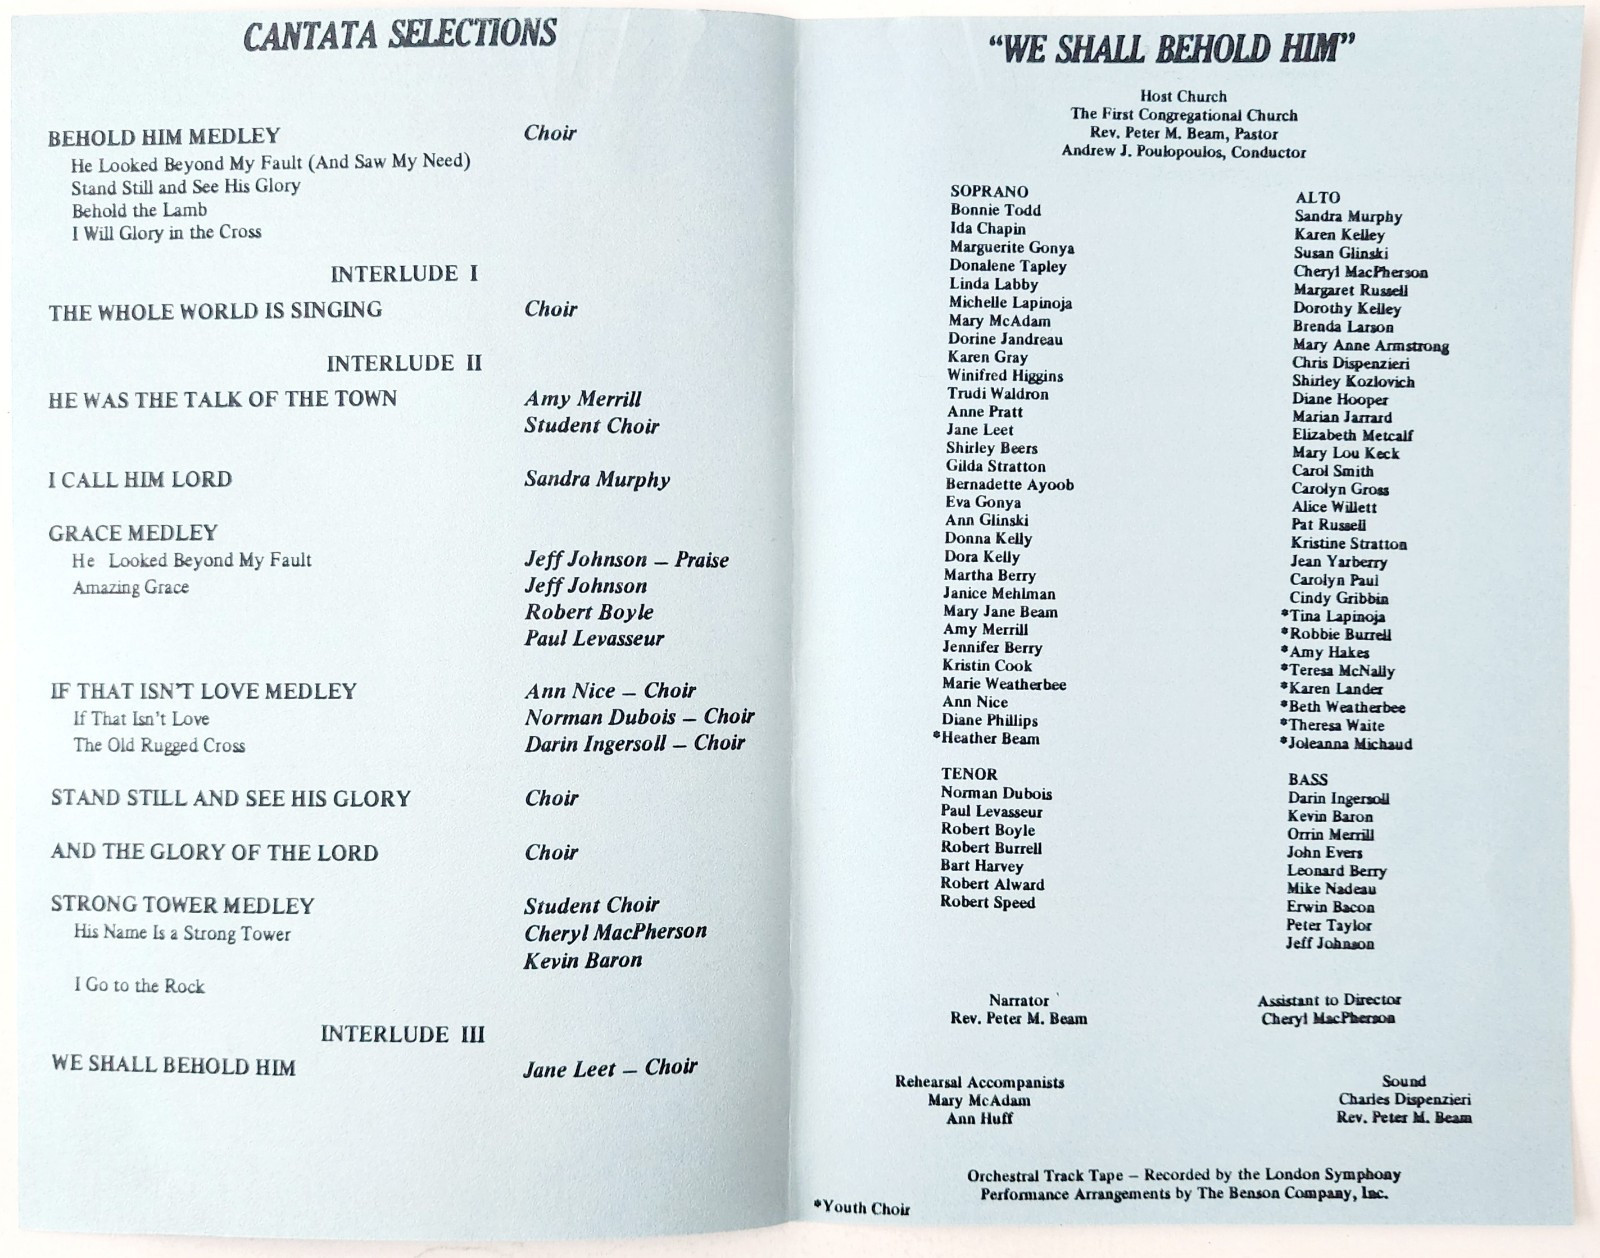 CANTATA SELECTIONS
BEHOLD HIM MEDLEY Choir
He Looked Beyond My Fault (And Saw My Need)
Stand Still and See His Glory
Behold the Lamb
I Will Glory in the Cross
INTERLUDE I
THE WHOLE WORLD IS SINGING Choir
INTERLUDE II
HE WAS THE TALK OF THE TOWN Amy Merrill
Student Choir
I CALL HIM LORD Sandra Murphy
GRACE MEDLEY
He Looked Beyond My Fault Jeff Johnson – Praise
Amazing Grace Jeff Johnson
Robert Boyle
Paul Levasseur
IF THAT ISN'T LOVE MEDLEY Ann Nice – Choir
If That Isn't Love Norman Dubois – Choir
The Old Rugged Cross Darin Ingersoll – Choir
STAND STILL AND SEE HIS GLORY Choir
AND THE GLORY OF THE LORD Choir
STRONG TOWER MEDLEY Student Choir
His Name Is a Strong Tower Cheryl MacPherson
Kevin Baron
I Go to the Rock
INTERLUDE III
WE SHALL BEHOLD HIM Jane Leet – Choir
“WE SHALL BEHOLD HIM”
Host Church
The First Congregational Church
Rev. Peter M. Beam, Pastor
Andrew J. Poulopoulos, Conductor
SOPRANO
Bonnie Todd
Ida Chapin
Marguerite Gonya
Donalene Tapley
Linda Labby
Michelle Lapinoja
Mary McAdam
Dorine Jandreau
Karen Gray
Winifred Higgins
Trudi Waldron
Anne Pratt
Jane Leet
Shirley Beers
Gilda Stratton
Bernadette Ayoob
Eva Gonya
Ann Glinski
Donna Kelly
Dora Kelly
Martha Berry
Janice Mehlman
Mary Jane Beam
Amy Merrill
Jennifer Berry
Kristin Cook
Marie Weatherbee
Ann Nice
Diane Phillips
*Heather Beam
ALTO
Sandra Murphy
Karen Kelley
Susan Glinski
Cheryl MacPherson
Margaret Russell
Dorothy Kelley
Brenda Larson
Mary Anne Armstrong
Chris Dispenzieri
Shirley Kozlovich
Diane Hooper
Marian Jarrard
Elizabeth Metcalf
Mary Lou Keck
Carol Smith
Carolyn Gross
Alice Willett
Pat Russell
Kristine Stratton
Jean Yarberry
Carolyn Paul
Cindy Gribbin
*Tina Lapinoja
*Robbie Burrell
*Amy Hakes
*Teresa McNally
*Karen Lander
*Beth Weatherbee
*Theresa Waite
*Joleanna Michaud
TENOR
Norman Dubois
Paul Levasseur
Robert Boyle
Robert Burrell
Bart Harvey
Robert Alward
Robert Speed
BASS
Darin Ingersoll
Kevin Baron
Orrin Merrill
John Evers
Leonard Berry
Mike Nadeau
Erwin Bacon
Peter Taylor
Jeff Johnson
Narrator
Rev. Peter M. Beam
Assistant to Director
Cheryl MacPherson
Rehearsal Accompanists
Mary McAdam
Ann Huff
Sound
Charles Dispenzieri
Rev. Peter M. Beam
Orchestral Track Tape – Recorded by the London Symphony
Performance Arrangements by The Benson Company, Inc.
*Youth Choir